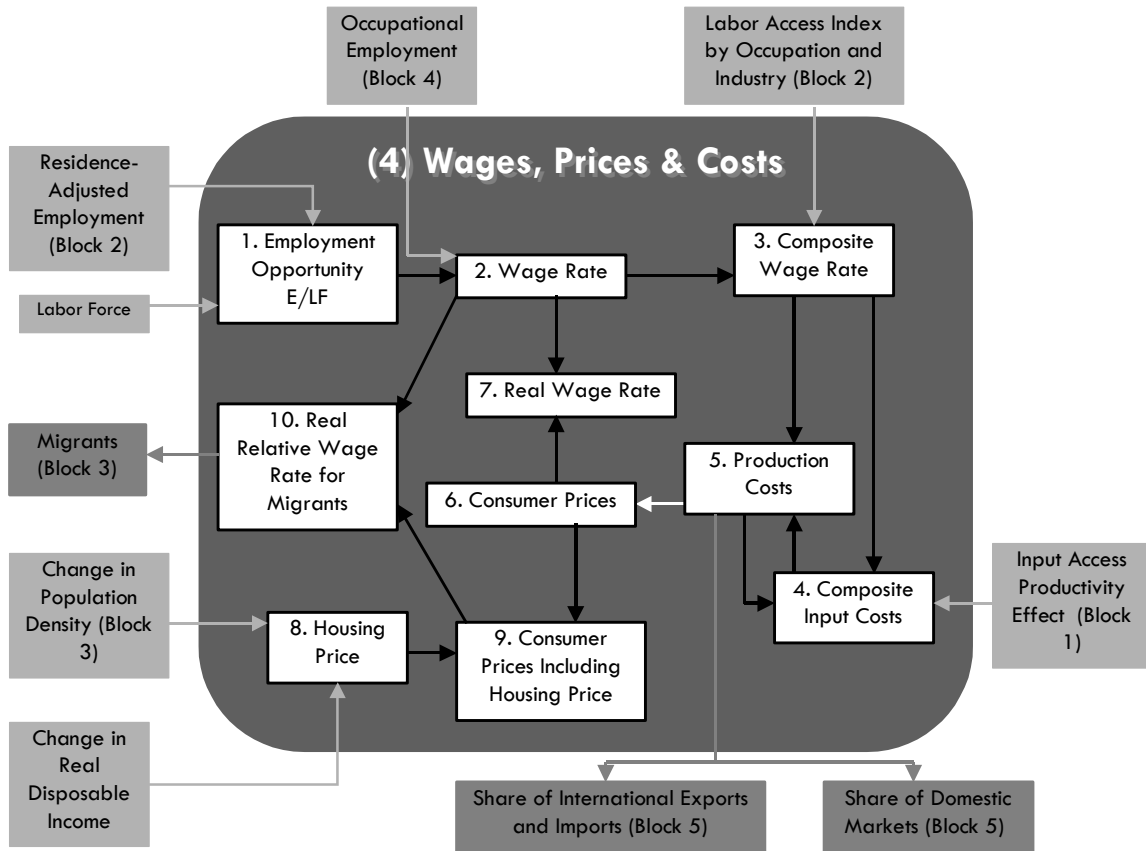 Occupational
Employment
(Block 4)
Labor Access Index
by Occupation and
Industry (Block 2)
(4) Wages, Prices & Costs
Residence-
Adjusted
Employment
(Block 2)
1. Employment
Opportunity
E/LF
2. Wage Rate
3. Composite
Wage Rate
Labor Force
7. Real Wage Rate
10. Real
Relative Wage
Rate for
Migrants
Migrants
(Block 3)
5. Production
Costs
6. Consumer Prices
Change in
Population
Density (Block
3)
8. Housing
Price
9. Consumer
Prices Including
Housing Price
4. Composite
Input Costs
Input Access
Productivity
Effect (Block
1)
Change in
Real
Disposable
Income
Share of International Exports
and Imports (Block 5)
Share of Domestic
Markets (Block 5)